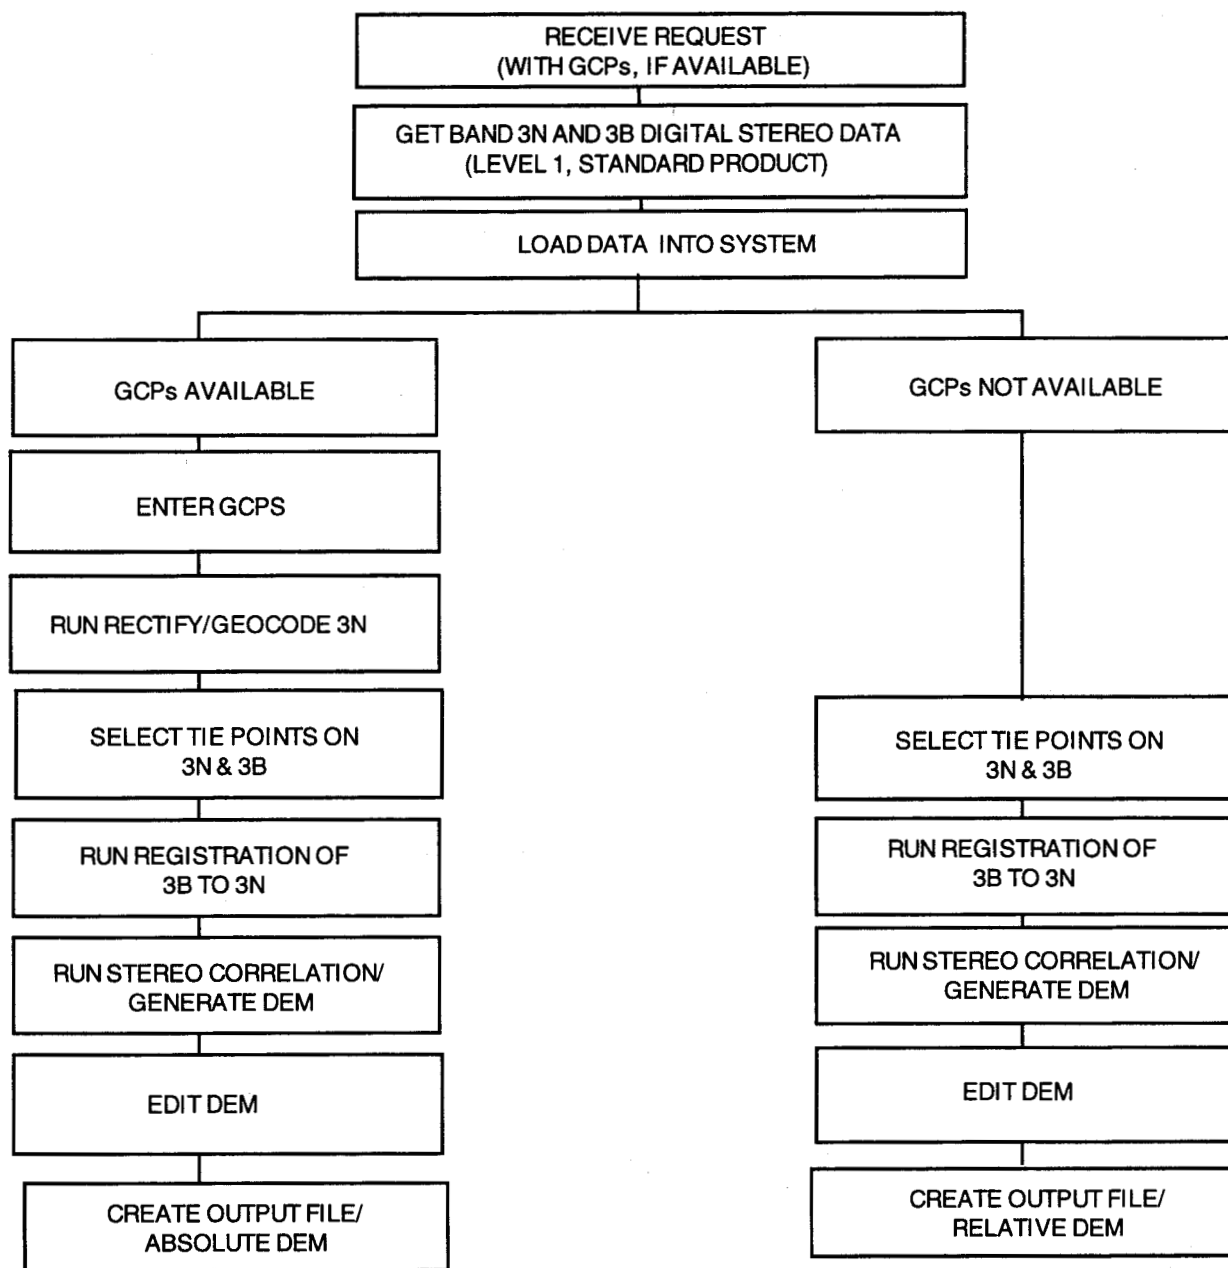 RECEIVE REQUEST
(WITH GCPs, IF AVAILABLE)
GET BAND 3N AND 3B DIGITAL STEREO DATA
(LEVEL 1, STANDARD PRODUCT)
LOAD DATA INTO SYSTEM
GCPs AVAILABLE
ENTER GCPS
RUN RECTIFY/GEOCODE 3N
SELECT TIE POINTS ON
3N & 3B
RUN REGISTRATION OF
3B TO 3N
RUN STEREO CORRELATION/
GENERATE DEM
EDIT DEM
CREATE OUTPUT FILE/
ABSOLUTE DEM
GCPs NOT AVAILABLE
SELECT TIE POINTS ON
3N & 3B
RUN REGISTRATION OF
3B TO 3N
RUN STEREO CORRELATION/
GENERATE DEM
EDIT DEM
CREATE OUTPUT FILE/
RELATIVE DEM